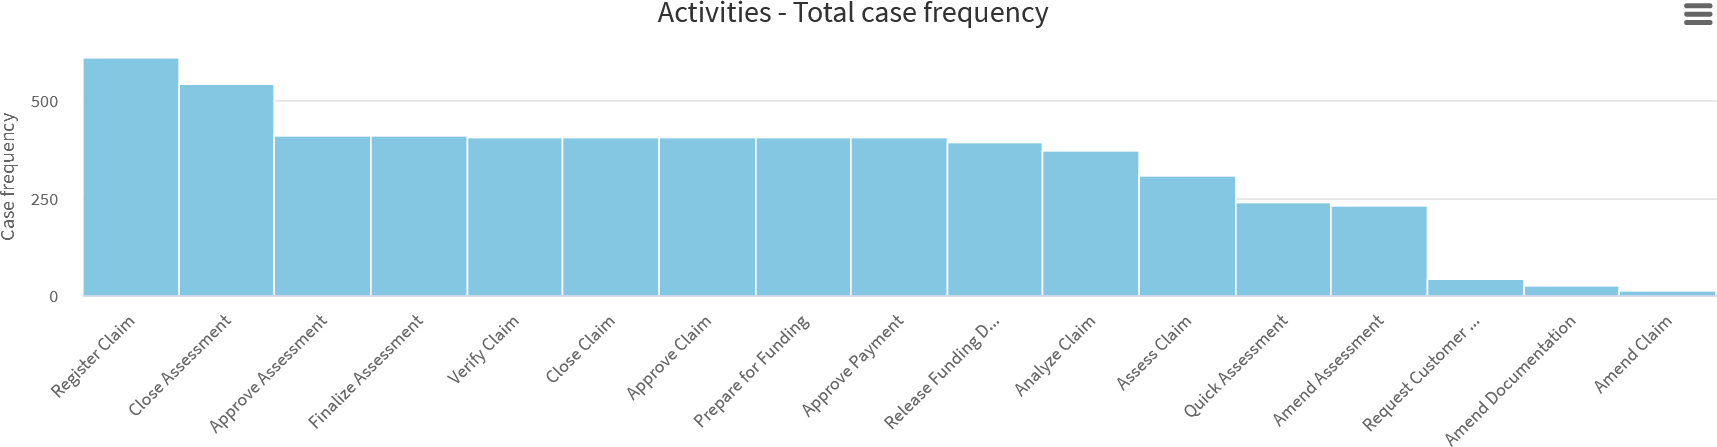 Activities - Total case frequency
Case frequency
500
250
0
Register Claim
Close Assessment
Approve Assessment
Finalize Assessment
Verify Claim
Close Claim
Approve Claim
Prepare for Funding
Approve Payment
Release Funding D...
Analyze Claim
Assess Claim
Quick Assessment
Amend Assessment
Request Customer ...
Amend Documentation
Amend Claim